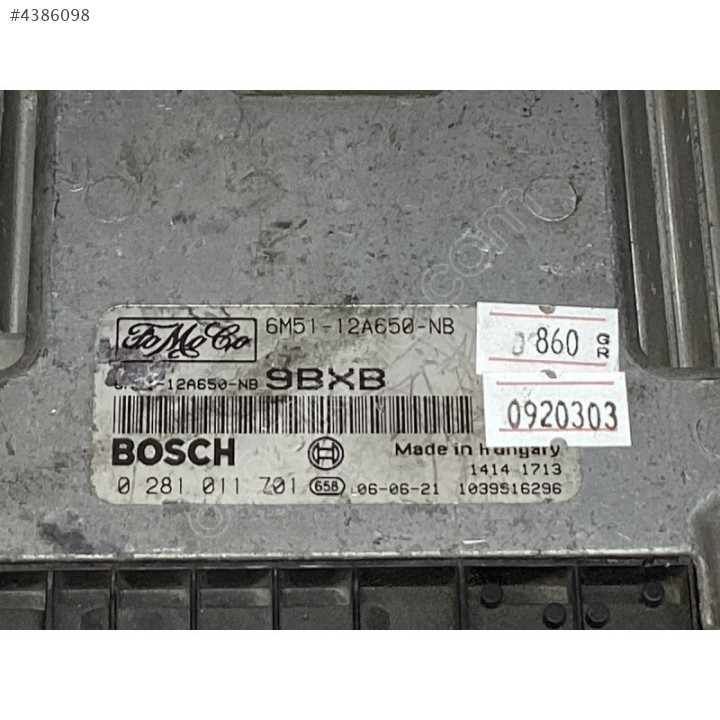 #4386098
FoMoCo
6M51-12A650-NB
860 GR
12A650-NB 9BXB
0920303
BOSCH
Made in Hungary
1414 1713
0 281 011 701 658 06-06-21 1039S16296